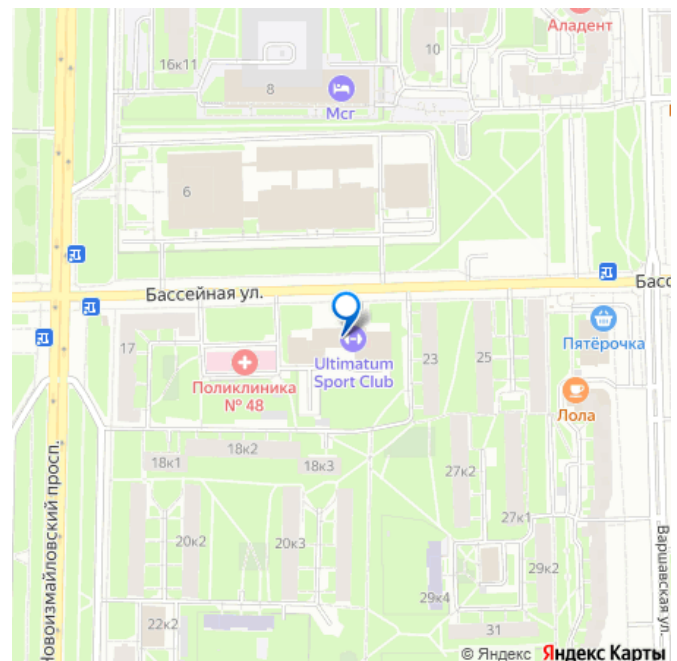 Аладент
16к11
10
8
Мсг
6
Бассейная ул.
Басс
17
Ultimatum
Sport Club
Поликлиника
№ 48
23
25
Пятёрочка
Лола
18к1
18к2
18к3
27к2
27к1
20к2
20к3
29к2
29к4
22к2
31
Новоизмайловский просп.
Варшавская ул.
© Яндекс Яндекс Карты